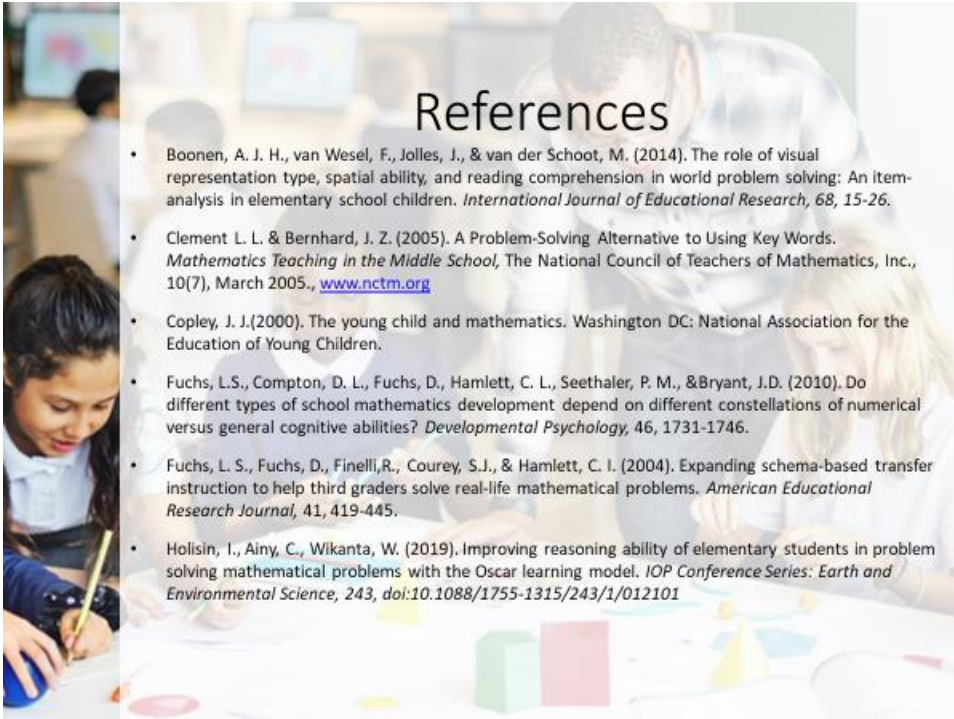 References
• Boonen, A. J. H., van Wesel, F., Jolles, J., & van der Schoot, M. (2014). The role of visual
representation type, spatial ability, and reading comprehension in world problem solving: An item-
analysis in elementary school children. International Journal of Educational Research, 68, 15-26.
• Clement L. L. & Bernhard, J. Z. (2005). A Problem-Solving Alternative to Using Key Words.
Mathematics Teaching in the Middle School, The National Council of Teachers of Mathematics, Inc.,
10(7), March 2005., www.nctm.org
• Copley, J. J.(2000). The young child and mathematics. Washington DC: National Association for the
Education of Young Children.
• Fuchs, L.S., Compton, D. L., Fuchs, D., Hamlett, C. L., Seethaler, P. M., &Bryant, J.D. (2010). Do
different types of school mathematics development depend on different constellations of numerical
versus general cognitive abilities? Developmental Psychology, 46, 1731-1746.
• Fuchs, L. S., Fuchs, D., Finelli,R., Courey, S.J., & Hamlett, C. l. (2004). Expanding schema-based transfer
instruction to help third graders solve real-life mathematical problems. American Educational
Research Journal, 41, 419-445.
• Holisin, I., Ainy, C., Wikanta, W. (2019). Improving reasoning ability of elementary students in problem
solving mathematical problems with the Oscar learning model. IOP Conference Series: Earth and
Environmental Science, 243, doi:10.1088/1755-1315/243/1/012101